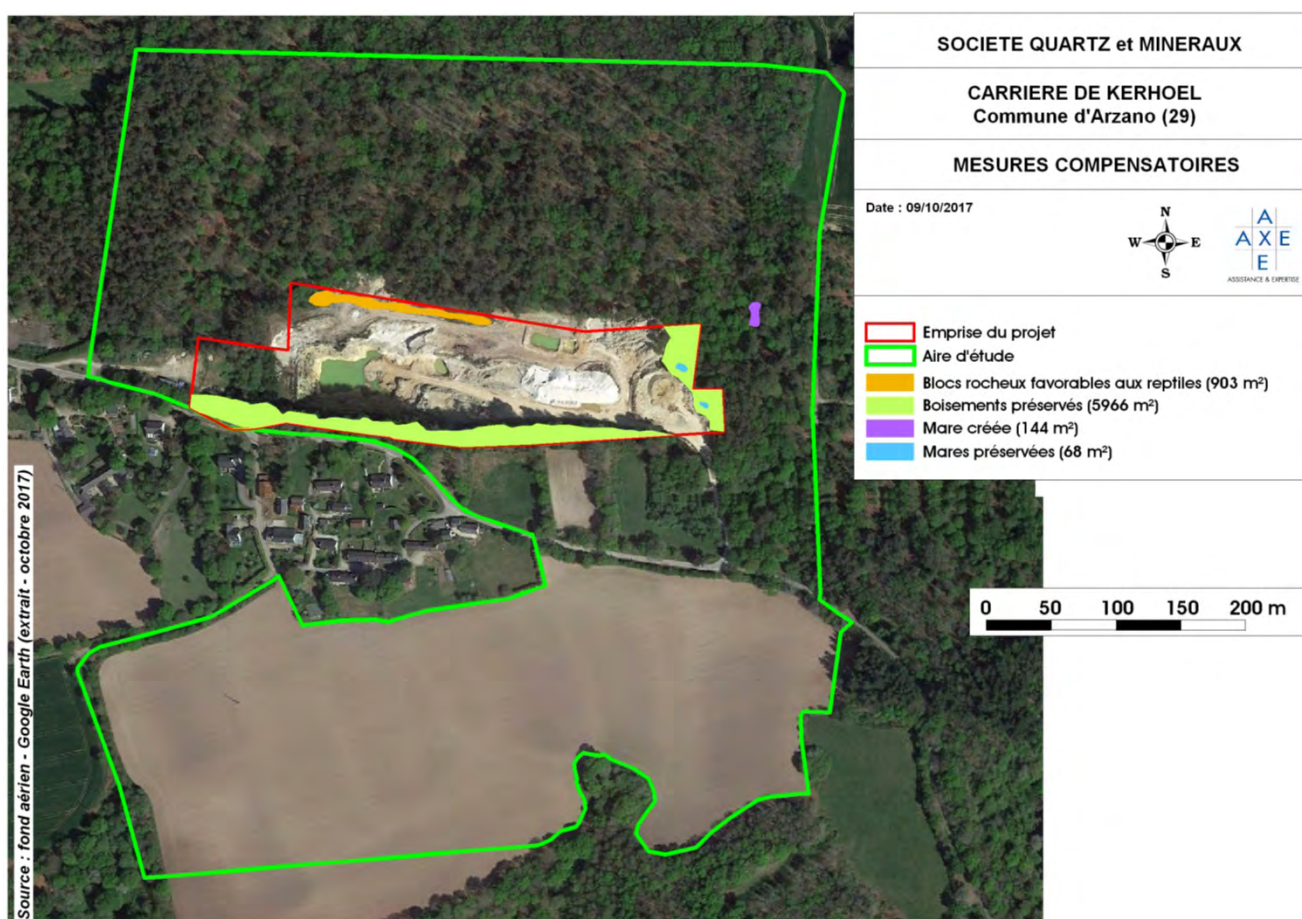 SOCIETE QUARTZ et MINERAUX
CARRIERE DE KERHOEL
Commune d'Arzano (29)
MESURES COMPENSATOIRES
Date : 09/10/2017
N
W E
S
A
A X E
E
ASSISTANCE & EXPERTISE
Emprise du projet
Aire d'étude
Blocs rocheux favorables aux reptiles (903 m²)
Boisements préservés (5966 m²)
Mare créée (144 m²)
Mares préservées (68 m²)
0 50 100 150 200 m
Source : fond aérien - Google Earth (extrait - octobre 2017)